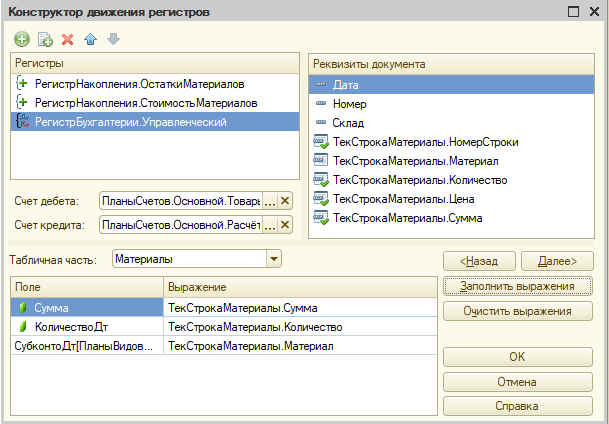 Конструктор движения регистров
Регистры
РегистрНакопления.ОстаткиМатериалов
РегистрНакопления.СтоимостьМатериалов
РегистрБухгалтерии.Управленческий
Реквизиты документа
Дата
Номер
Склад
ТекСтрокаМатериалы.НомерСтроки
ТекСтрокаМатериалы.Материал
ТекСтрокаМатериалы.Количество
ТекСтрокаМатериалы.Цена
ТекСтрокаМатериалы.Сумма
Счет дебета: ПланыСчетов.Основной.Товары ...
Счет кредита: ПланыСчетов.Основной.Расчёт ...
Табличная часть: Материалы
<Назад Далее>
Поле Выражение
Сумма ТекСтрокаМатериалы.Сумма
КоличествоДт ТекСтрокаМатериалы.Количество
СубконтоДт[ПланыВидов... ТекСтрокаМатериалы.Материал
Заполнить выражения
Очистить выражения
OK
Отмена
Справка